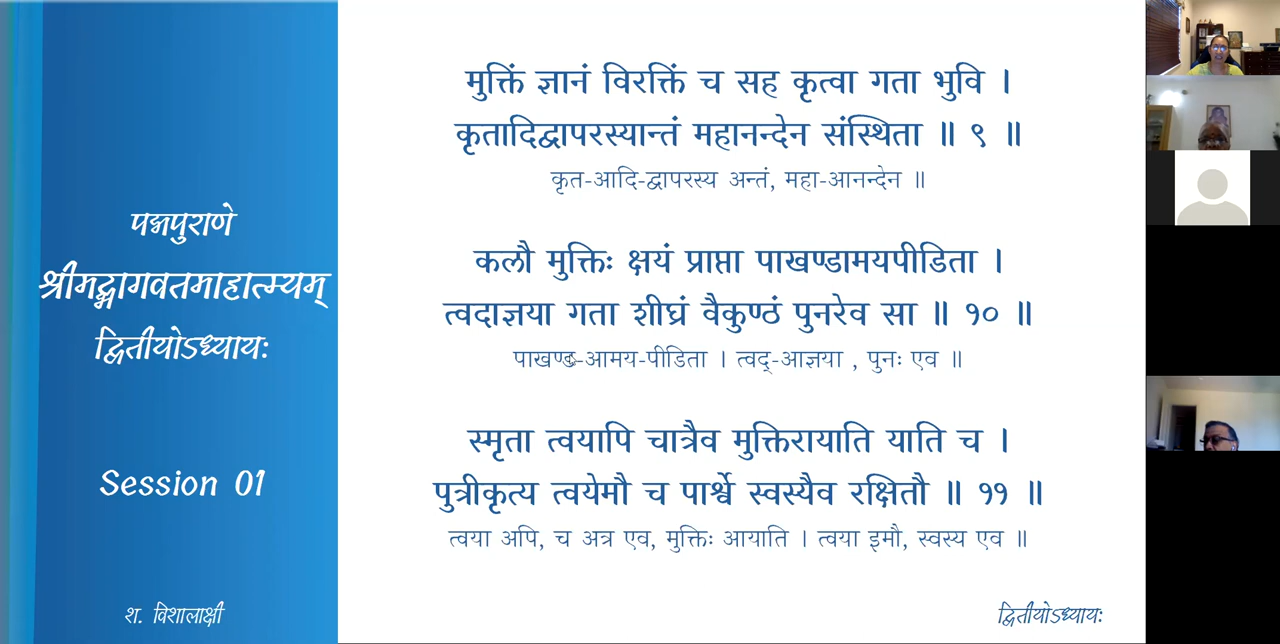 पद्मपुराणे
श्रीमद्भागवतमाहात्म्यम्
द्वितीयोऽध्यायः
Session 01
श. विशालाक्षी
मुक्तिं ज्ञानं विरक्तिं च सह कृत्वा गता भुवि ।
कृतादिद्वापरस्यान्तं महानन्देन संस्थिता ॥ ९ ॥
कृत-आदि-द्वापरस्य अन्तं, महा-आनन्देन ॥
कलौ मुक्तिः क्षयं प्राप्ता पाखण्डामयपीडिता ।
त्वदाज्ञया गता शीघ्रं वैकुण्ठं पुनरेव सा ॥ १० ॥
पाखण्ड-आमय-पीडिता । त्वद्-आज्ञया , पुनः एव ॥
स्मृता त्वयापि चात्रैव मुक्तिरायाति याति च ।
पुत्रीकृत्य त्वयेमौ च पार्श्वे स्वस्यैव रक्षितौ ॥ ११ ॥
त्वया अपि, च अत्र एव, मुक्तिः आयाति । त्वया इमौ, स्वस्य एव ॥
द्वितीयोऽध्यायः